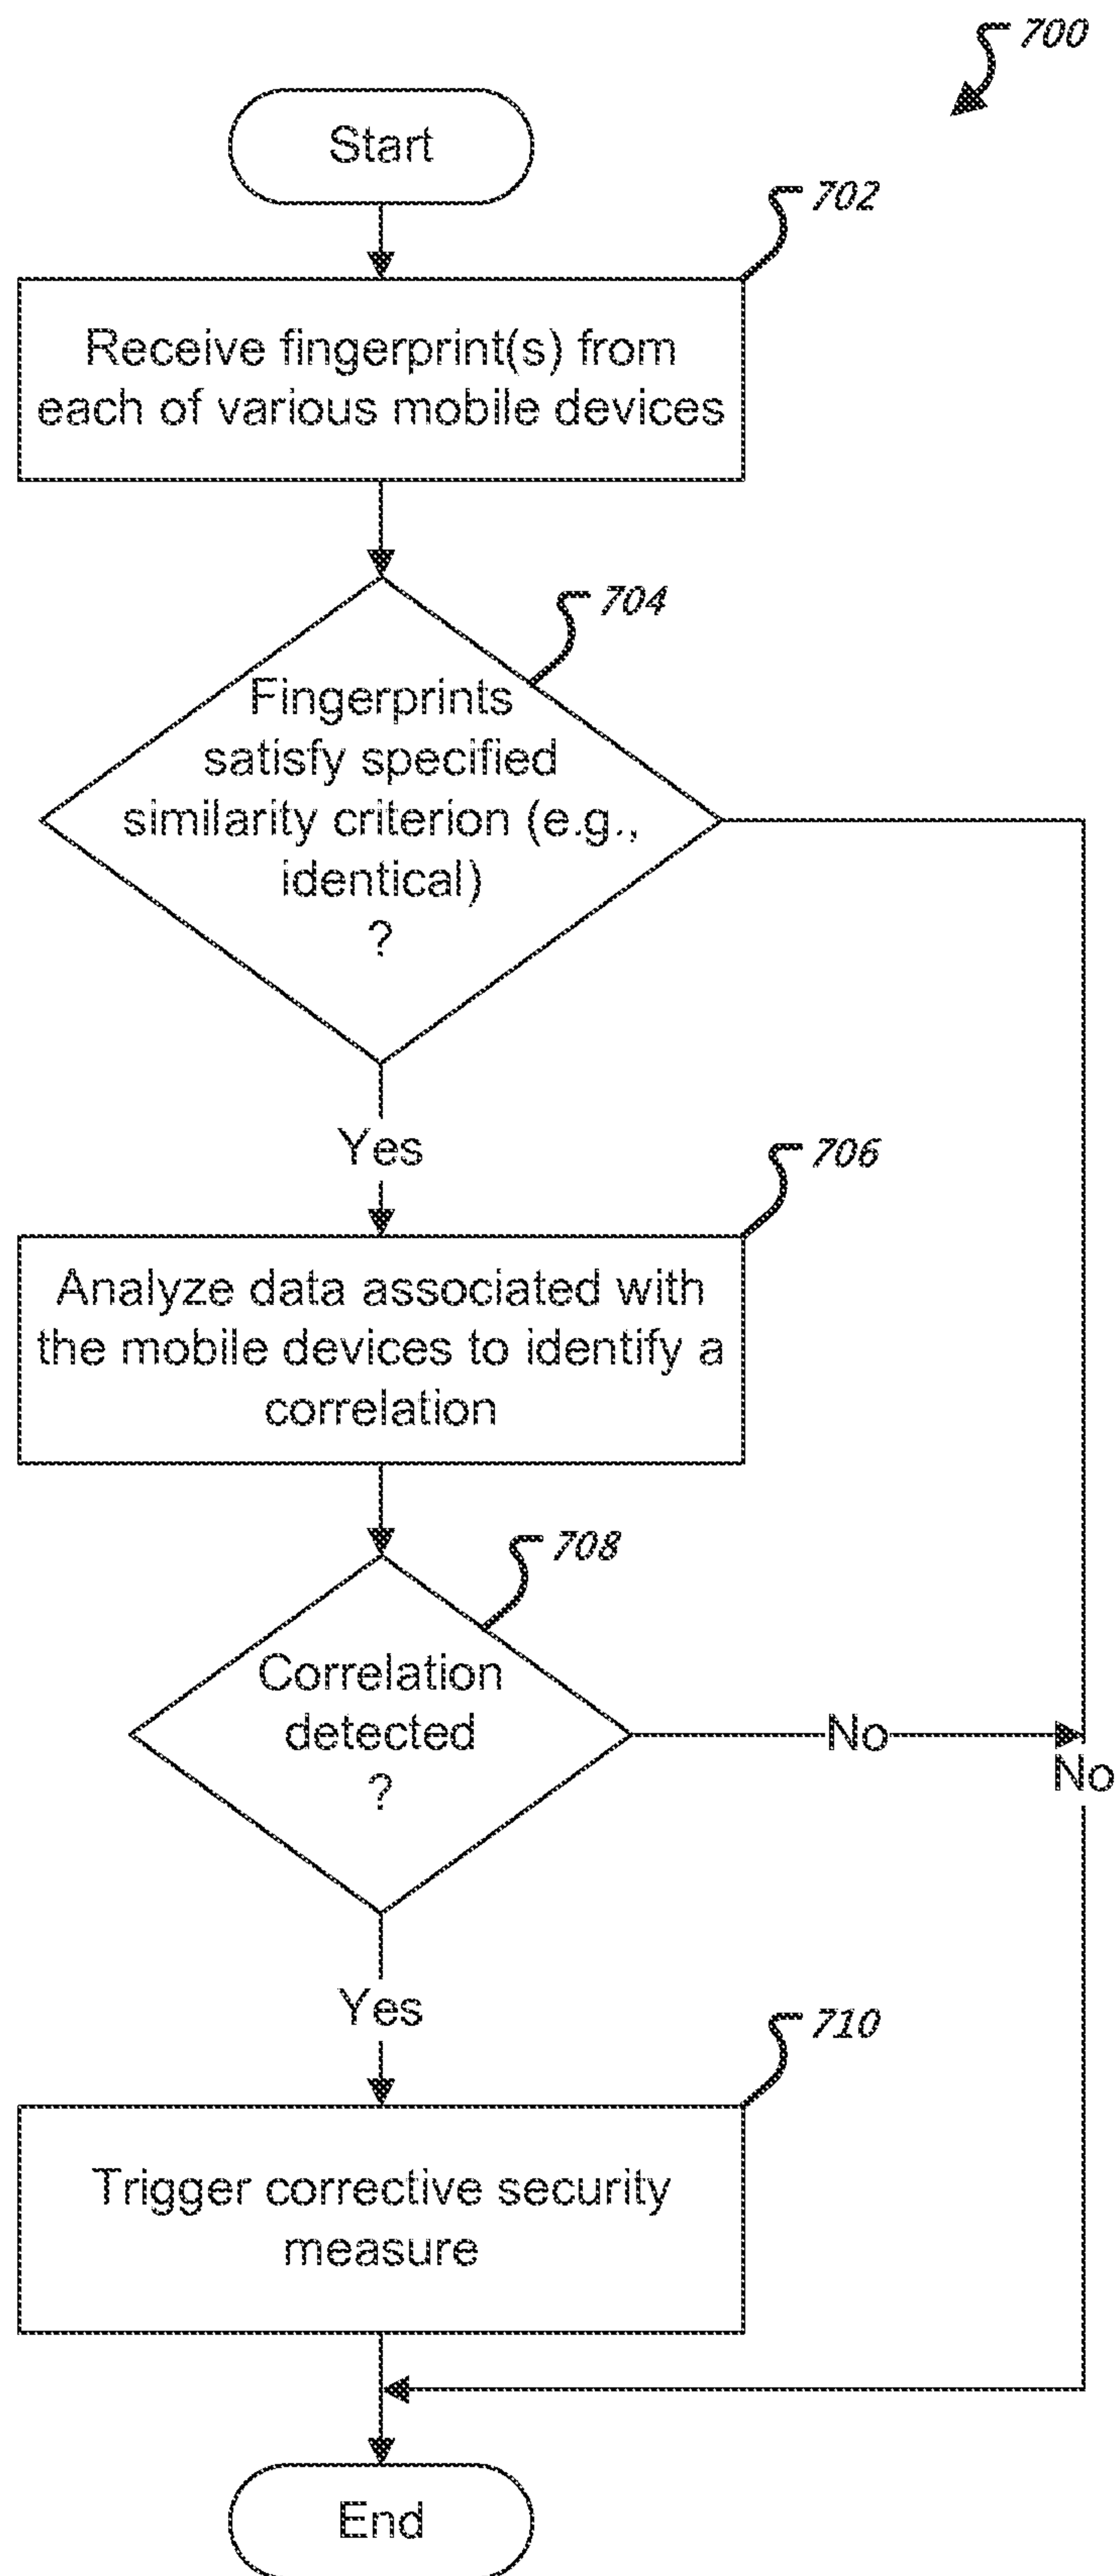 700
Start
702
Receive fingerprint(s) from
each of various mobile devices
704
Fingerprints
satisfy specified
similarity criterion (e.g.,
identical)
?
Yes
706
Analyze data associated with
the mobile devices to identify a
correlation
708
Correlation
detected
?
No
No
Yes
710
Trigger corrective security
measure
End